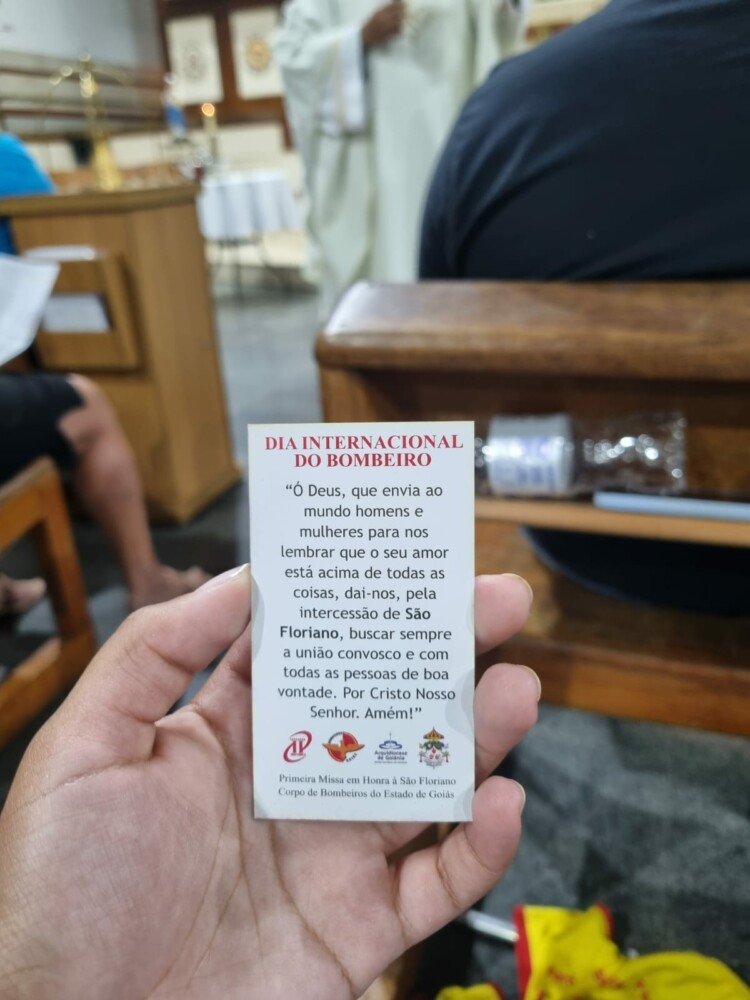 DIA INTERNACIONAL
DO BOMBEIRO
“Ó Deus, que envia ao
mundo homens e
mulheres para nos
lembrar que o seu amor
está acima de todas as
coisas, dai-nos, pela
intercessão de São
Floriano, buscar sempre
a união convosco e com
todas as pessoas de boa
vontade. Por Cristo Nosso
Senhor. Amém!”
Arquidiocese
de Goiânia
Primeira Missa em Honra à São Floriano
Corpo de Bombeiros do Estado de Goiás